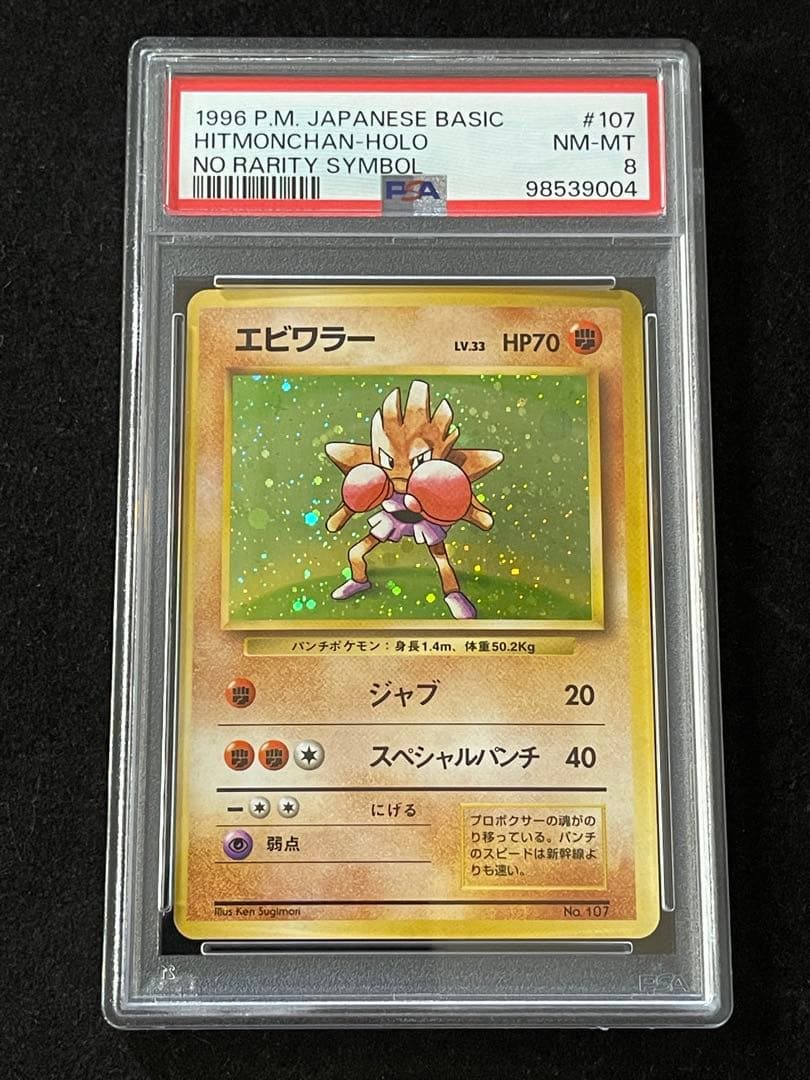 1996 P.M. JAPANESE BASIC #107
HITMONCHAN-HOLO NM-MT
NO RARITY SYMBOL 8
PSA 98539004
エビワラー LV.33 HP70
パンチポケモン：身長1.4m、体重50.2Kg
ジャブ 20
スペシャルパンチ 40
にげる
弱点
プロボクサーの魂がの
り移っている。パンチ
のスピードは新幹線よ
りも速い。
Illus. Ken Sugimori No. 107
21 PSA